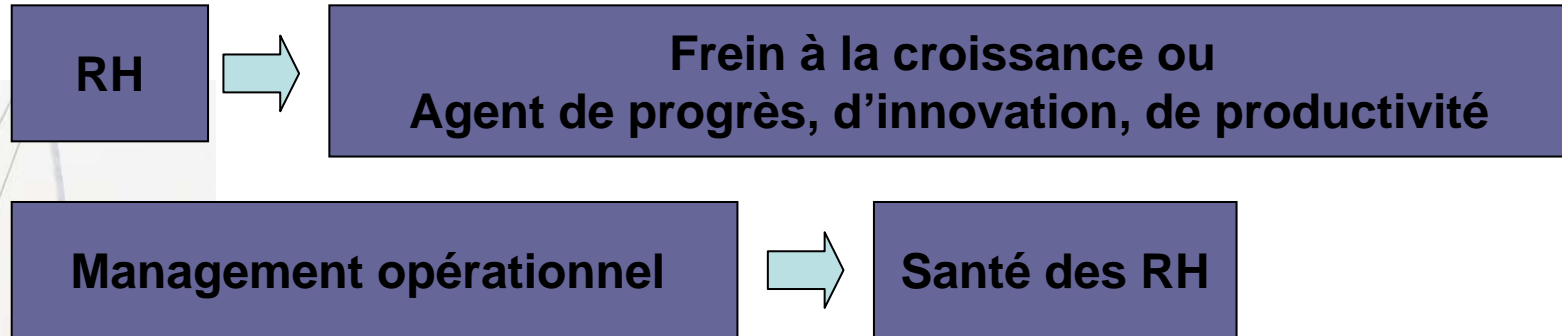 RH
Frein à la croissance ou
Agent de progrès, d’innovation, de productivité
Management opérationnel
Santé des RH